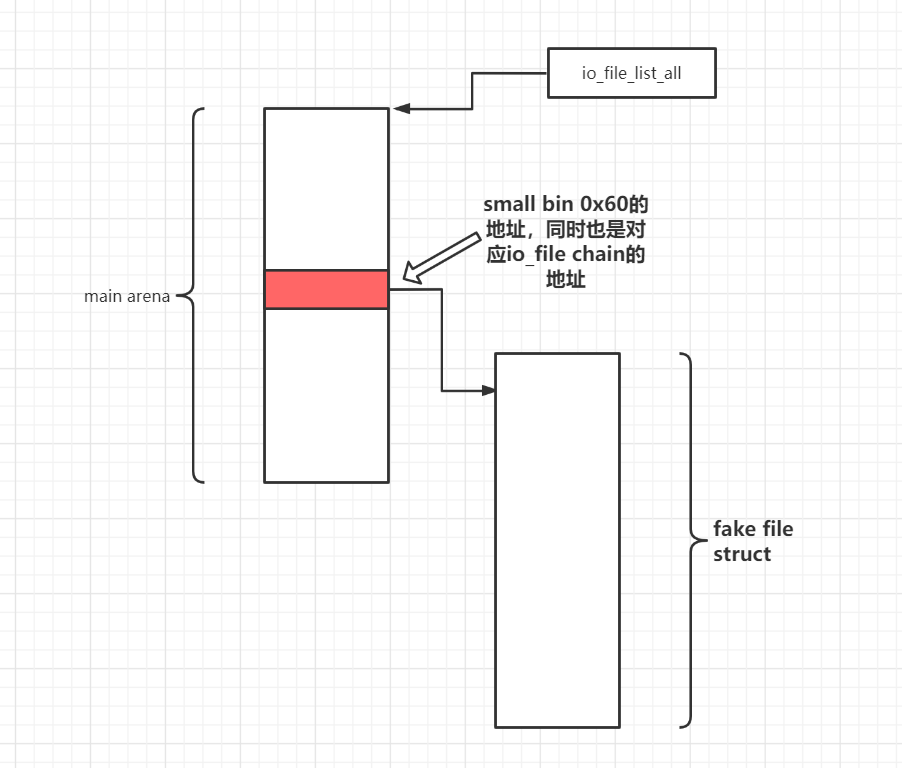 io_file_list_all
small bin 0x60的
地址，同时也是对
应io_file chain的
地址
main arena
fake file
struct